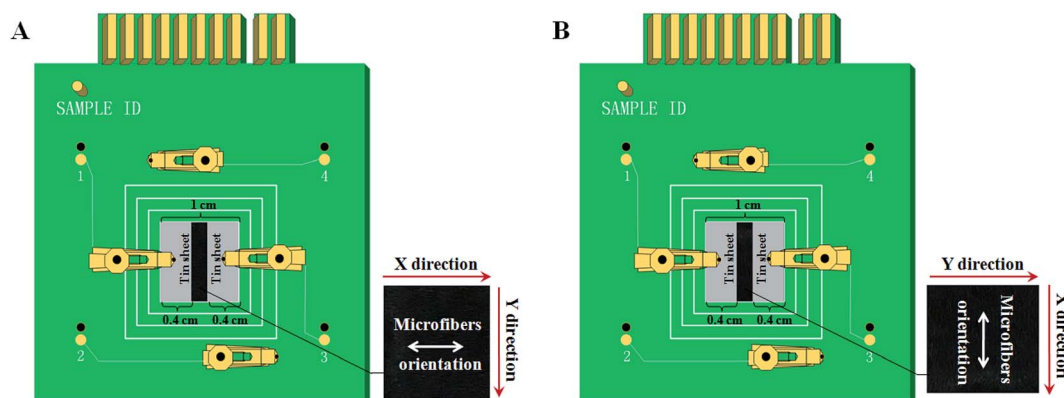 A
SAMPLE ID
1
4
1 cm
Tin sheet
Tin sheet
0.4 cm
0.4 cm
2
3
X direction
Y direction
Microfibers
orientation
B
SAMPLE ID
1
4
1 cm
Tin sheet
Tin sheet
0.4 cm
0.4 cm
2
3
Y direction
X direction
Microfibers
orientation